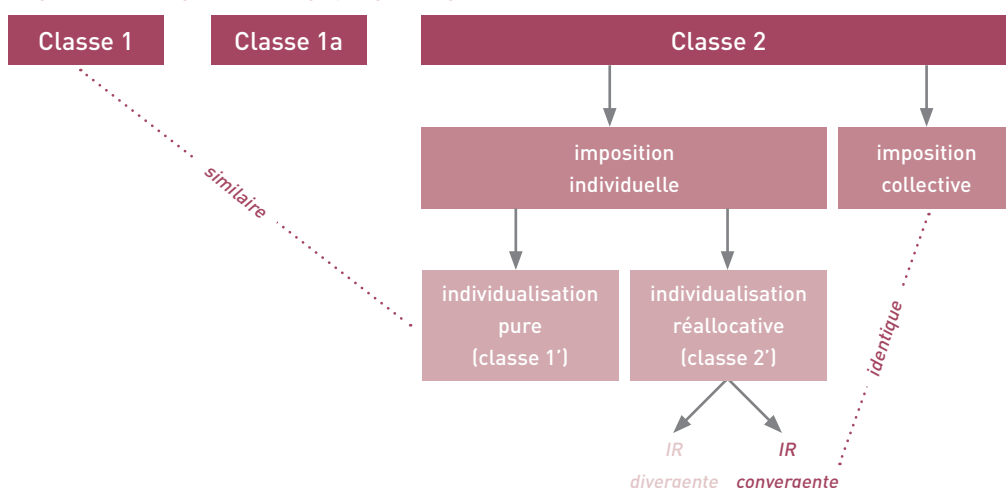 Classe 1
Classe 1a
Classe 2
imposition
individuelle
imposition
collective
similaire
individualisation
pure
(classe 1’)
individualisation
réallocative
(classe 2’)
identique
IR
divergente
IR
convergente